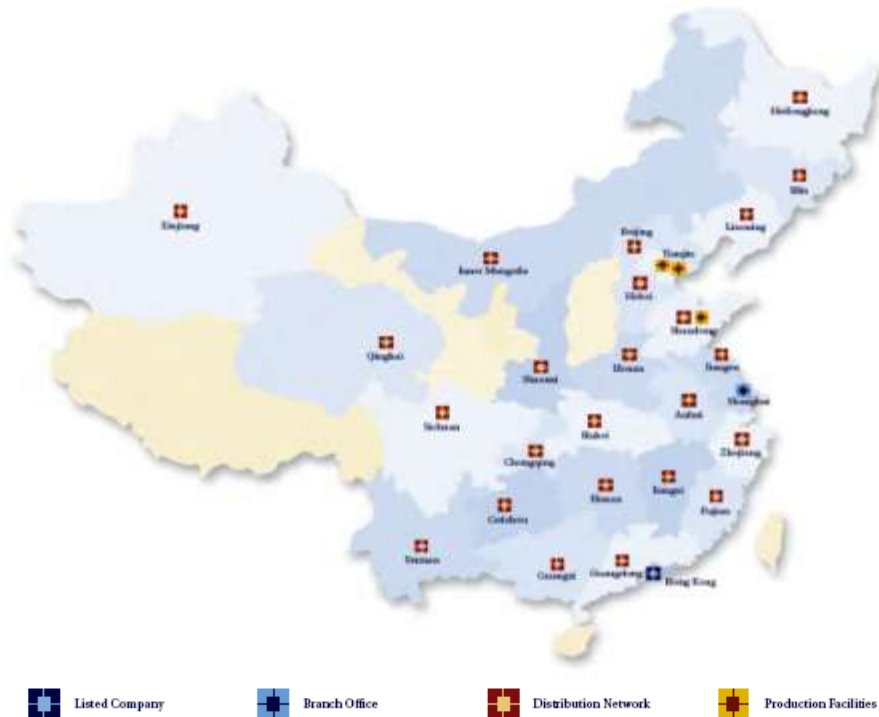 Heilongjiang
Jilin
Xinjiang
Liaoning
Beijing
Tianjin
Inner Mongolia
Hebei
Shandong
Qinghai
Henan
Jiangsu
Shaanxi
Shanghai
Anhui
Sichuan
Hubei
Zhejiang
Chongqing
Hunan
Jiangxi
Fujian
Guizhou
Yunnan
Guangxi
Guangdong
Hong Kong
Listed Company
Branch Office
Distribution Network
Production Facilities